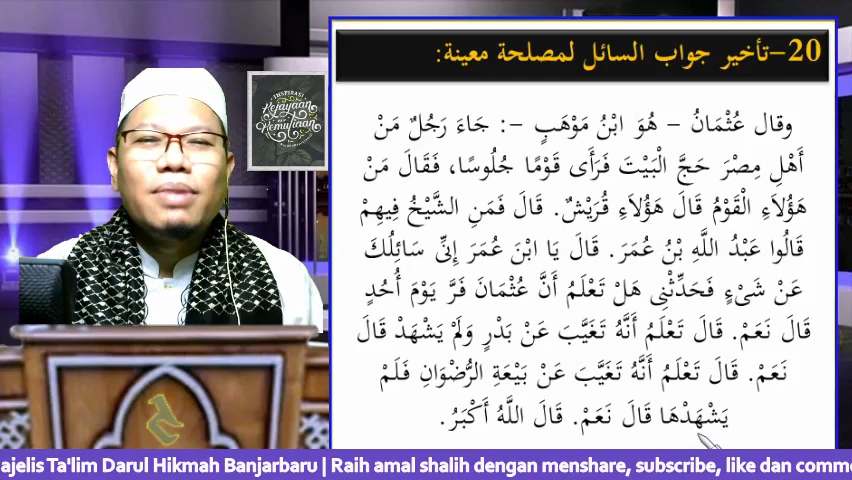 20-تأخير جواب السائل لمصلحة معينة:
وقال عُثْمَانُ – هُوَ ابْنُ مَوْهَبٍ –: جَاءَ رَجُلٌ مَنْ
أَهْلِ مِصْرَ حَجَّ الْبَيْتَ فَرَأَى قَوْمًا جُلُوسًا، فَقَالَ مَنْ
هَؤُلاَءِ الْقَوْمُ قَالَ هَؤُلاَءِ قُرَيْشٌ. قَالَ فَمَنِ الشَّيْخُ فِيهِمْ
قَالُوا عَبْدُ اللَّهِ بْنُ عُمَرَ. قَالَ يَا ابْنَ عُمَرَ إِنِّى سَائِلُكَ
عَنْ شَىْءٍ فَحَدِّثْنِى هَلْ تَعْلَمُ أَنَّ عُثْمَانَ فَرَّ يَوْمَ أُحُدٍ
قَالَ نَعَمْ. قَالَ تَعْلَمُ أَنَّهُ تَغَيَّبَ عَنْ بَدْرٍ وَلَمْ يَشْهَدْ قَالَ
نَعَمْ. قَالَ تَعْلَمُ أَنَّهُ تَغَيَّبَ عَنْ بَيْعَةِ الرُّضْوَانِ فَلَمْ
يَشْهَدْهَا قَالَ نَعَمْ. قَالَ اللَّهُ أَكْبَرُ.
INSPIRASI
Kejayaan
Kemuliaan
ajelis Ta'lim Darul Hikmah Banjarbaru | Raih amal shalih dengan menshare, subscribe, like dan comme